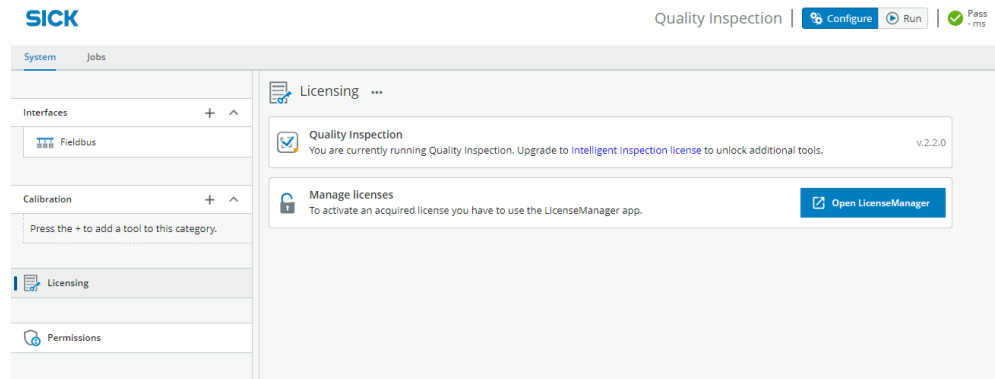 SICK
Quality Inspection
Configure
Run
Pass
- ms
System
Jobs
Interfaces
Fieldbus
Calibration
Press the + to add a tool to this category.
Licensing
Permissions
Licensing ...
Quality Inspection
You are currently running Quality Inspection. Upgrade to Intelligent Inspection license to unlock additional tools.
v.2.2.0
Manage licenses
To activate an acquired license you have to use the LicenseManager app.
Open LicenseManager